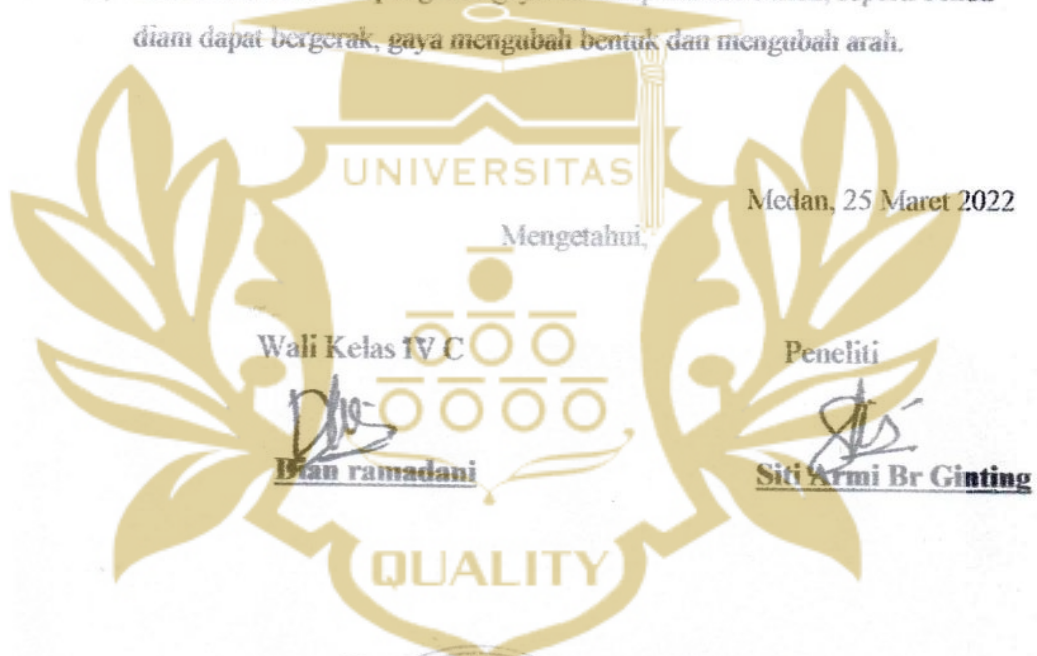 diam dapat bergerak, gaya mengubah bentuk dan mengubah arah.
UNIVERSITAS
Medan, 25 Maret 2022
Mengetahui,
Wali Kelas IV C
Peneliti
Dian ramadani
Siti Armi Br Ginting
QUALITY